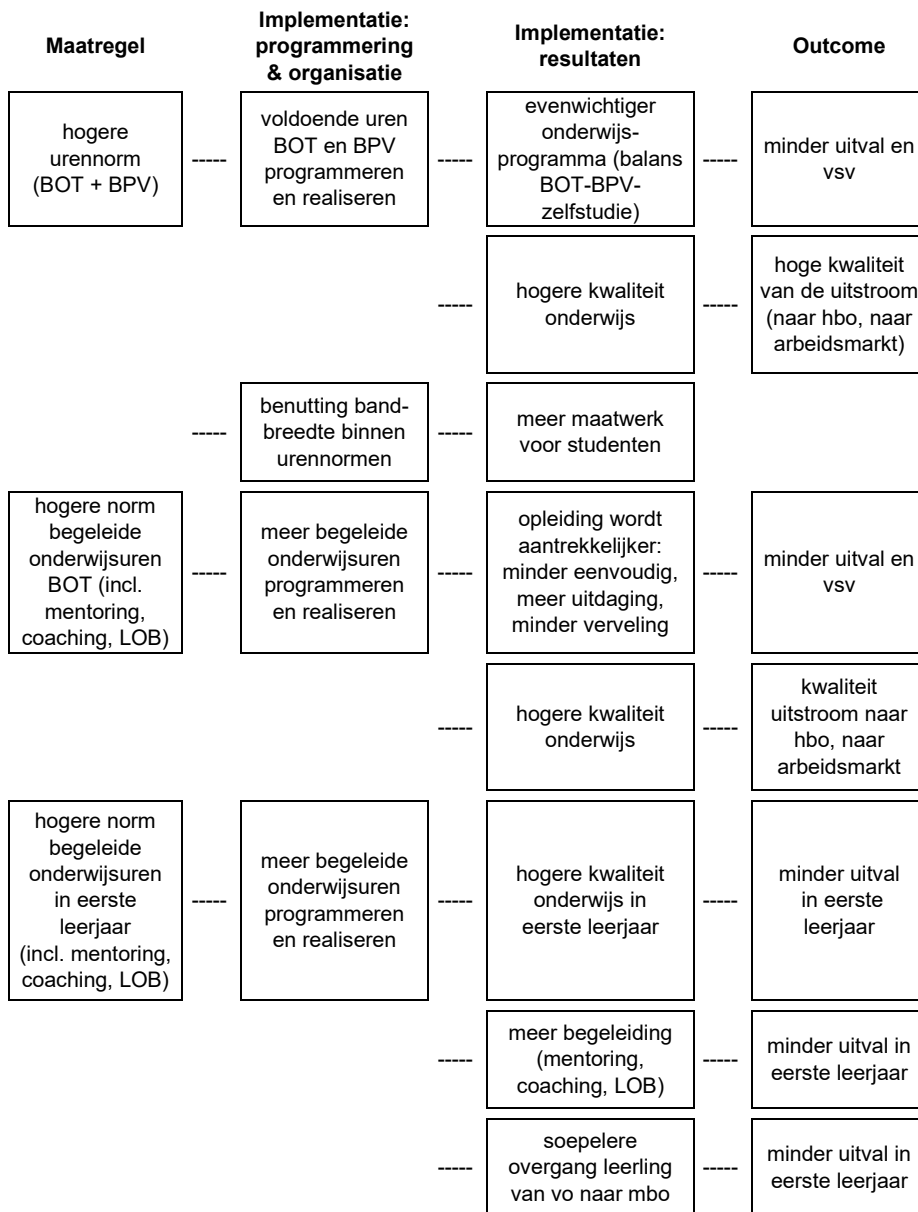 Maatregel
Implementatie:
programmering
& organisatie
Implementatie:
resultaten
Outcome
hogere
urennorm
(BOT + BPV)
-----
voldoende uren
BOT en BPV
programmeren
en realiseren
-----
evenwichtiger
onderwijs-
programma (balans
BOT-BPV-
zelfstudie)
-----
minder uitval en
vsv
-----
hogere kwaliteit
onderwijs
-----
hoge kwaliteit
van de uitstroom
(naar hbo, naar
arbeidsmarkt)
-----
benutting band-
breedte binnen
urennormen
-----
meer maatwerk
voor studenten
hogere norm
begeleide
onderwijsuren
BOT (incl.
mentoring,
coaching, LOB)
-----
meer begeleide
onderwijsuren
programmeren
en realiseren
-----
opleiding wordt
aantrekkelijker:
minder eenvoudig,
meer uitdaging,
minder verveling
-----
minder uitval en
vsv
-----
hogere kwaliteit
onderwijs
-----
kwaliteit
uitstroom naar
hbo, naar
arbeidsmarkt
hogere norm
begeleide
onderwijsuren
in eerste
leerjaar
(incl. mentoring,
coaching, LOB)
-----
meer begeleide
onderwijsuren
programmeren
en realiseren
-----
hogere kwaliteit
onderwijs in
eerste leerjaar
-----
minder uitval
in eerste
leerjaar
-----
meer begeleiding
(mentoring,
coaching, LOB)
-----
minder uitval in
eerste leerjaar
-----
soepelere
overgang leerling
van vo naar mbo
-----
minder uitval in
eerste leerjaar